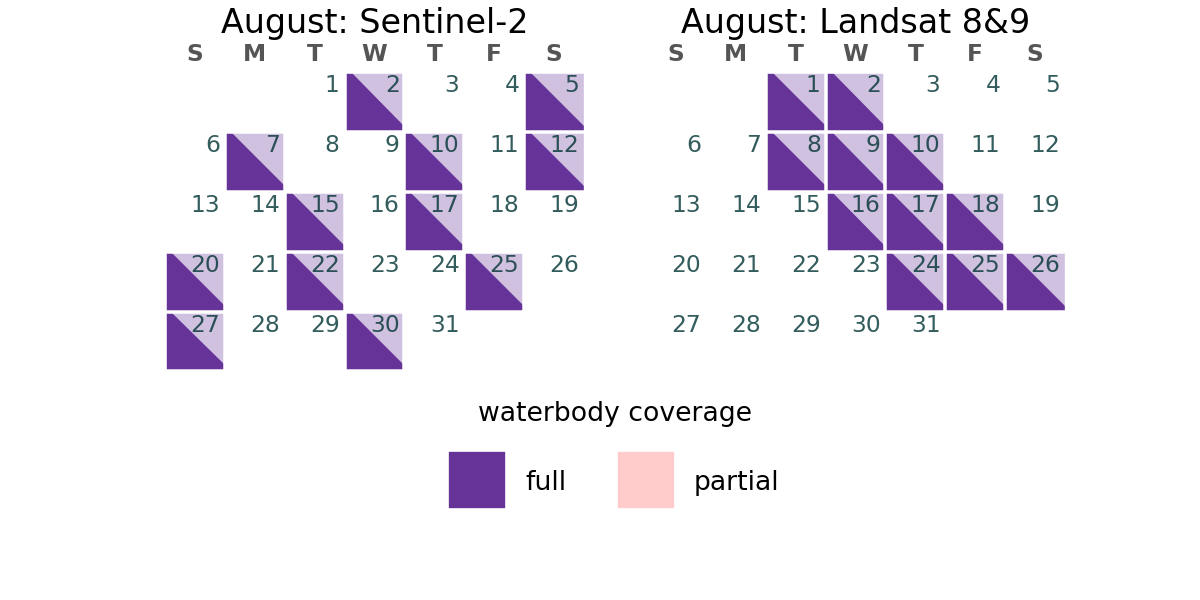 August: Sentinel-2
S M T W T F S
1 2 3 4 5
6 7 8 9 10 11 12
13 14 15 16 17 18 19
20 21 22 23 24 25 26
27 28 29 30 31
August: Landsat 8&9
S M T W T F S
1 2 3 4 5
6 7 8 9 10 11 12
13 14 15 16 17 18 19
20 21 22 23 24 25 26
27 28 29 30 31
waterbody coverage
full partial